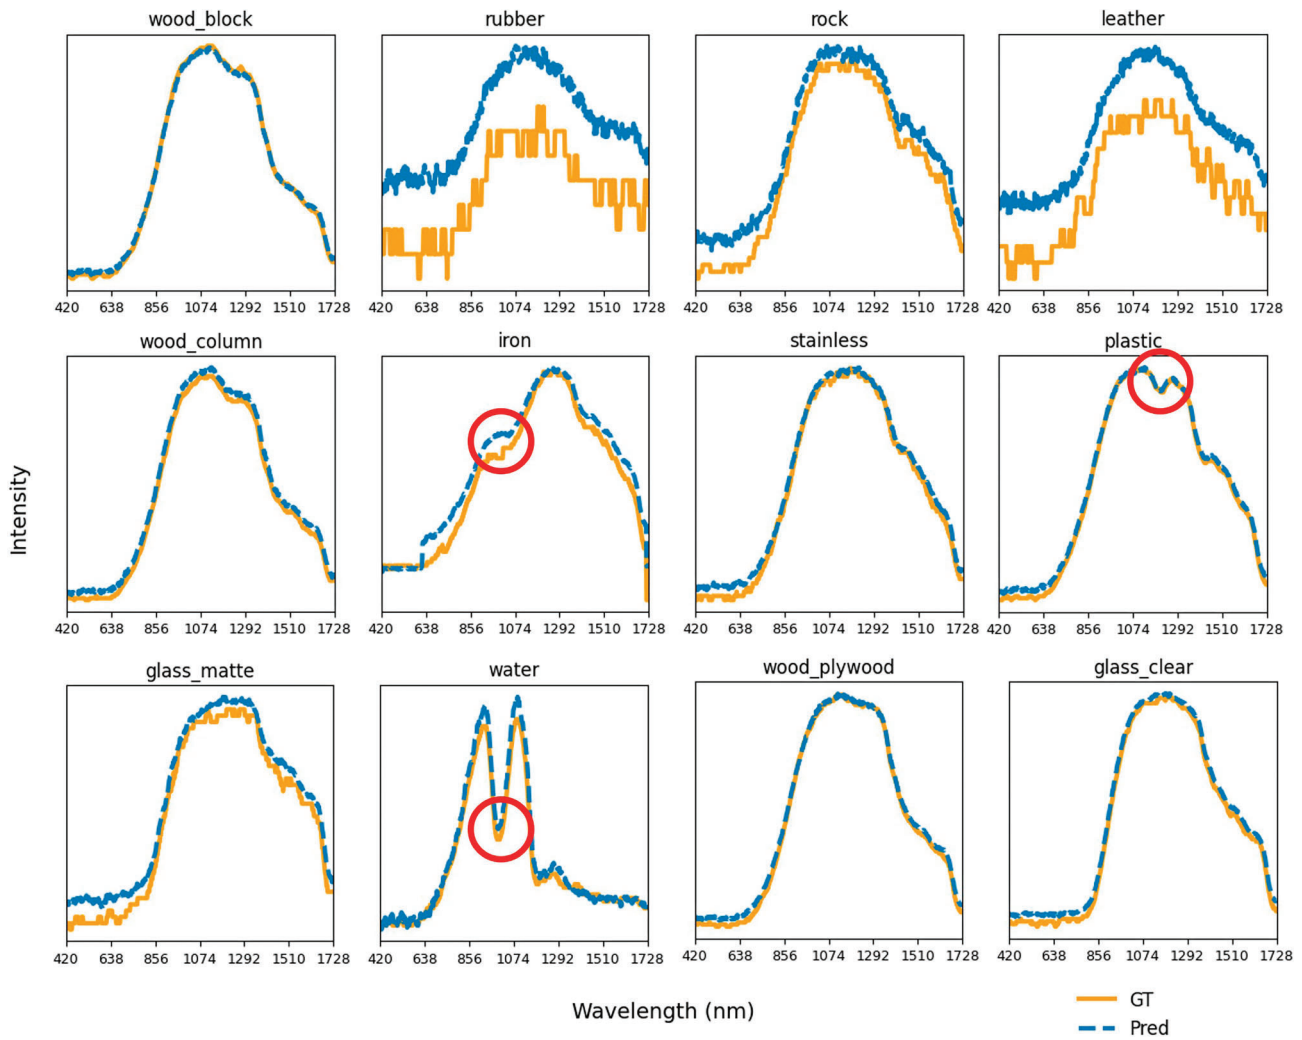 wood_block rubber rock leather
420 638 856 1074 1292 1510 1728 420 638 856 1074 1292 1510 1728 420 638 856 1074 1292 1510 1728 420 638 856 1074 1292 1510 1728
wood_column iron stainless plastic
420 638 856 1074 1292 1510 1728 420 638 856 1074 1292 1510 1728 420 638 856 1074 1292 1510 1728 420 638 856 1074 1292 1510 1728
Intensity
glass_matte water wood_plywood glass_clear
420 638 856 1074 1292 1510 1728 420 638 856 1074 1292 1510 1728 420 638 856 1074 1292 1510 1728 420 638 856 1074 1292 1510 1728
Wavelength (nm)
GT
Pred